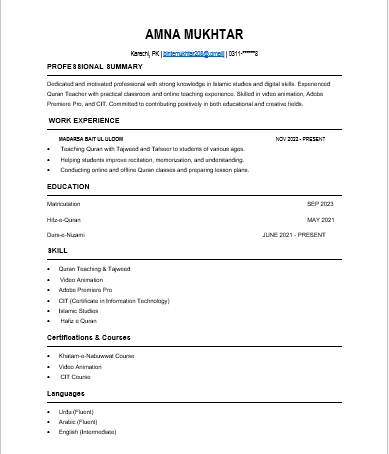 AMNA MUKHTAR
Karachi, PK | | 0311-*******8
PROFESSIONAL SUMMARY
Dedicated and motivated professional with strong knowledge in Islamic studies and digital skills. Experienced
Quran Teacher with practical classroom and online teaching experience. Skilled in video animation, Adobe
Premiere Pro, and CIT. Committed to contributing positively in both educational and creative fields.
WORK EXPERIENCE
MADARSA BAIT UL ULOOM NOV 2022 - PRESENT
• Teaching Quran with Tajweed and Tafseer to students of various ages.
• Helping students improve recitation, memorization, and understanding.
• Conducting online and offline Quran classes and preparing lesson plans.
EDUCATION
Matriculation SEP 2023
Hifz-e-Quran MAY 2021
Durs-e-Nizami JUNE 2021 - PRESENT
SKILL
• Quran Teaching & Tajweed
• Video Animation
• Adobe Premiere Pro
• CIT (Certificate in Information Technology)
• Islamic Studies
• Hafiz e Quran
Certifications & Courses
• Khatam-e-Nabuwwat Course
• Video Animation
• CIT Course
Languages
• Urdu (Fluent)
• Arabic (Fluent)
• English (Intermediate)